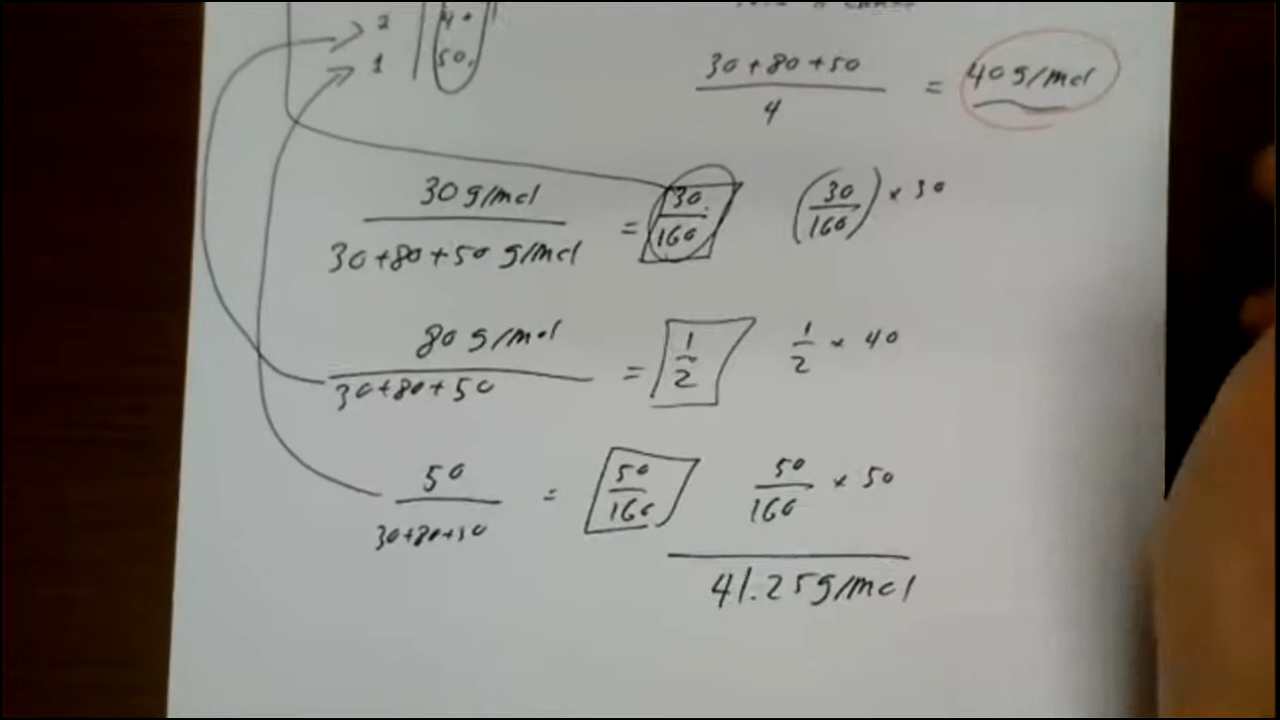 2 | 40
1 | 50.
30+80+50 / 4 = 40 g/mol
30 g/mol / 30+80+50 g/mol = 30 / 160 (30/160) × 30
80 g/mol / 30+80+50 = 1/2 1/2 × 40
50 / 30+80+50 = 50/160 50/160 × 50
41.25 g/mol